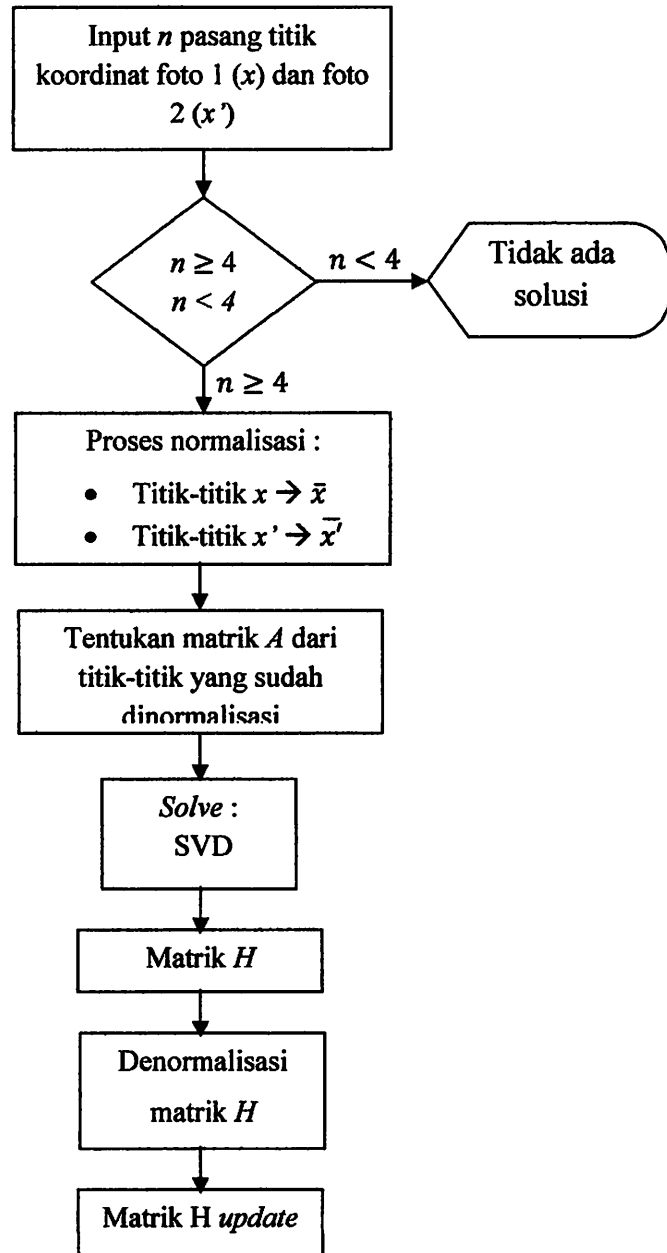 Input n pasang titik
koordinat foto 1 (x) dan foto
2 (x’)
n ≥ 4
n < 4
n < 4
Tidak ada
solusi
n ≥ 4
Proses normalisasi :
• Titik-titik x → x̄
• Titik-titik x’ → x̄'
Tentukan matrik A dari
titik-titik yang sudah
dinormalisasi
Solve :
SVD
Matrik H
Denormalisasi
matrik H
Matrik H update